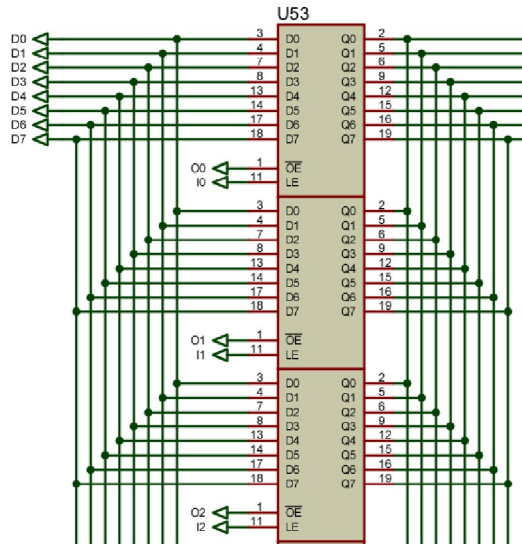 U53
D0 3 D0 Q0 2
D1 4 D1 Q1 5
D2 7 D2 Q2 6
D3 8 D3 Q3 9
D4 13 D4 Q4 12
D5 14 D5 Q5 15
D6 17 D6 Q6 16
D7 18 D7 Q7 19
O0 1 OE
I0 11 LE
3 D0 Q0 2
4 D1 Q1 5
7 D2 Q2 6
8 D3 Q3 9
13 D4 Q4 12
14 D5 Q5 15
17 D6 Q6 16
18 D7 Q7 19
O1 1 OE
I1 11 LE
3 D0 Q0 2
4 D1 Q1 5
7 D2 Q2 6
8 D3 Q3 9
13 D4 Q4 12
14 D5 Q5 15
17 D6 Q6 16
18 D7 Q7 19
O2 1 OE
I2 11 LE